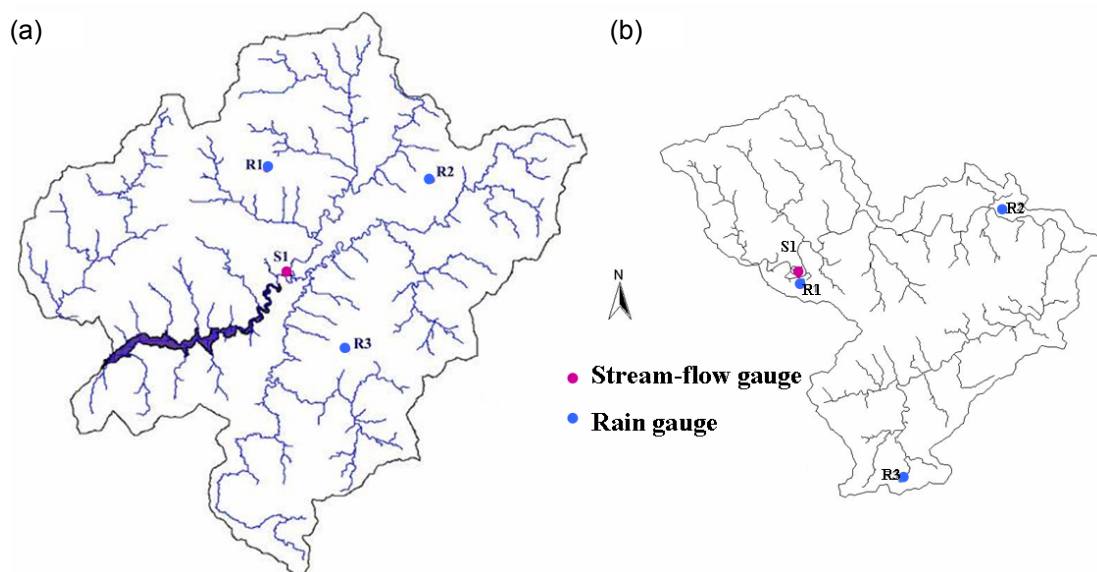 (a)
R1
R2
S1
R3
(b)
R2
S1
R1
N
Stream-flow gauge
Rain gauge
R3